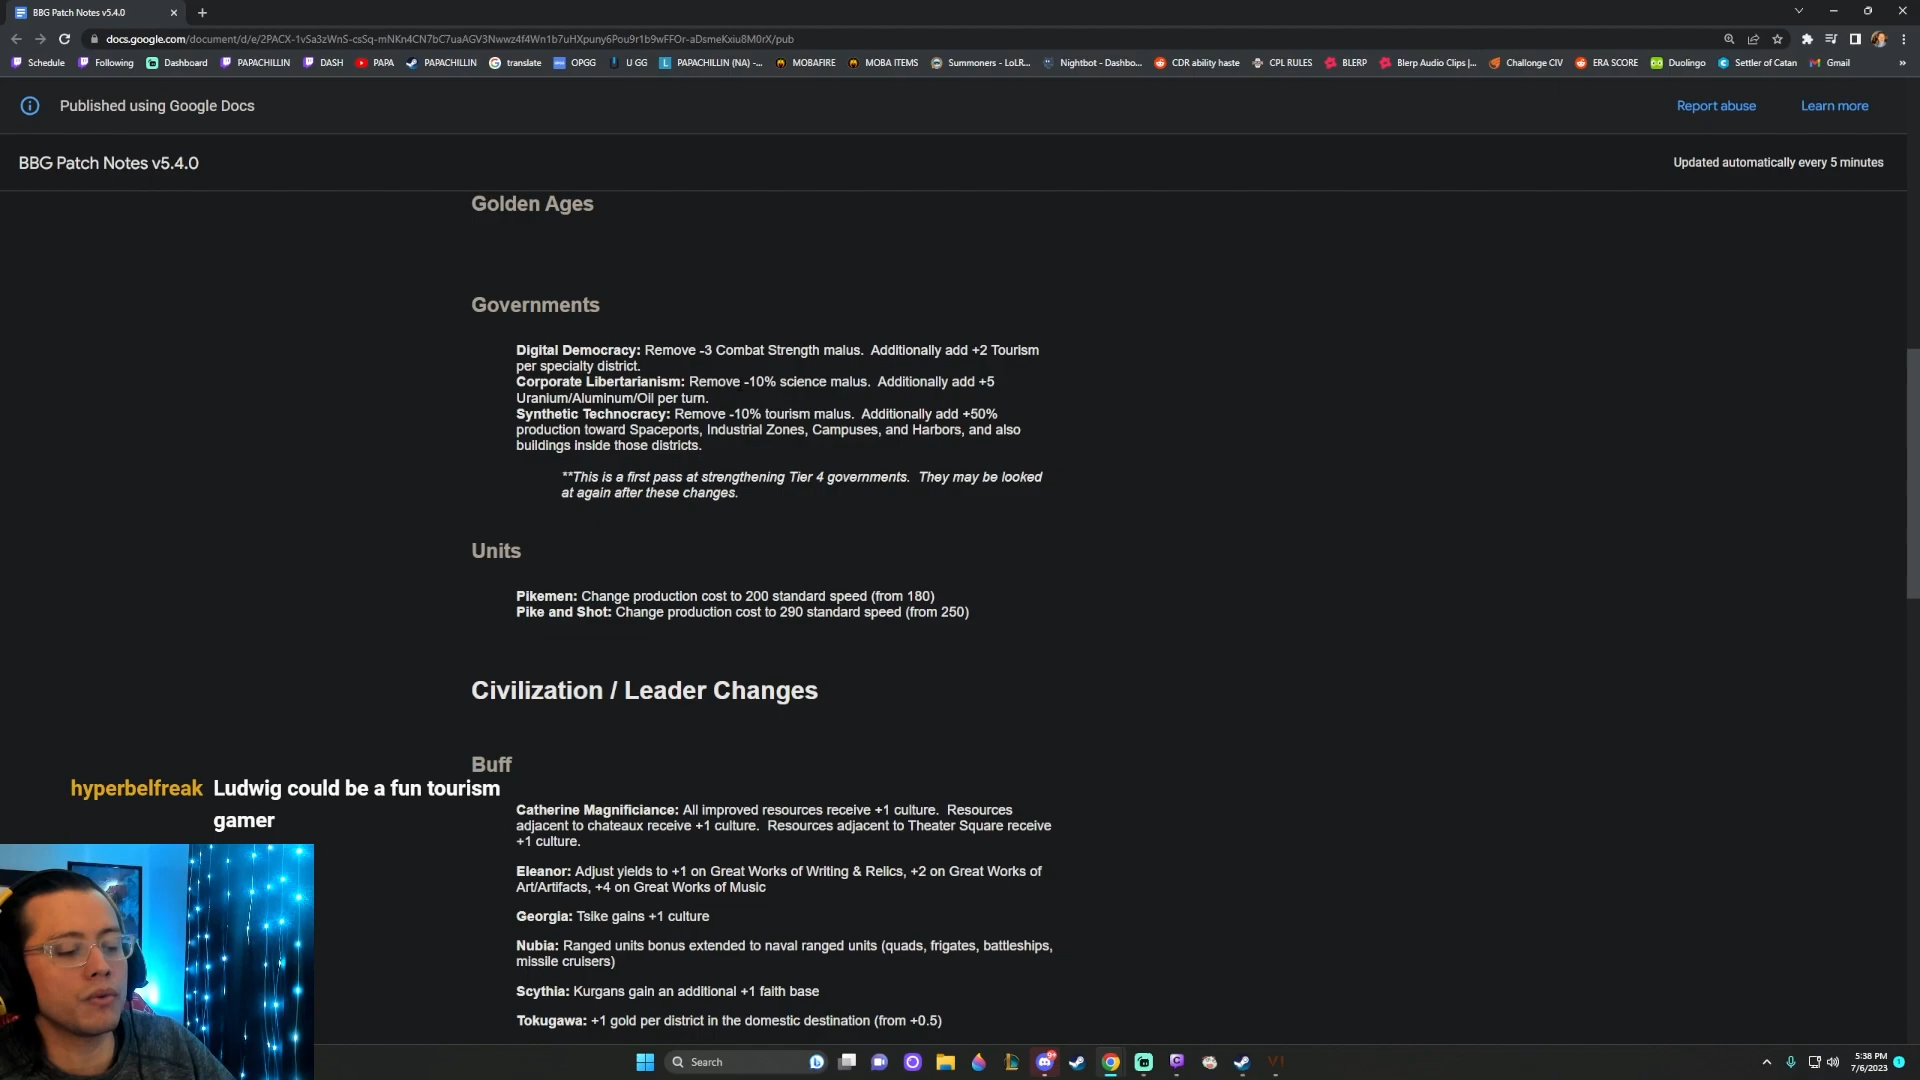 BBG Patch Notes v5.4.0
docs.google.com/document/d/e/2PACX-1vSa3zWnS-csSq-mNKn4CN7bC7uaAGV3Nwwz4f4Wn1b7uHXpuny6Pou9r1b9wFFOr-aDsmeKxiu8M0rX/pub
Schedule Following Dashboard PAPACHILLIN DASH PAPA PAPACHILLIN translate OPGG U GG PAPACHILLIN (NA) -... MOBAFIRE MOBA ITEMS Summoners - LoLR... Nightbot - Dashbo... CDR ability haste CPL RULES BLERP Blerp Audio Clips |... Challonge CIV ERA SCORE Duolingo Settler of Catan Gmail »
Published using Google Docs Report abuse Learn more
BBG Patch Notes v5.4.0 Updated automatically every 5 minutes
Golden Ages
Governments
Digital Democracy: Remove -3 Combat Strength malus. Additionally add +2 Tourism
per specialty district.
Corporate Libertarianism: Remove -10% science malus. Additionally add +5
Uranium/Aluminum/Oil per turn.
Synthetic Technocracy: Remove -10% tourism malus. Additionally add +50%
production toward Spaceports, Industrial Zones, Campuses, and Harbors, and also
buildings inside those districts.
**This is a first pass at strengthening Tier 4 governments. They may be looked
at again after these changes.
Units
Pikemen: Change production cost to 200 standard speed (from 180)
Pike and Shot: Change production cost to 290 standard speed (from 250)
Civilization / Leader Changes
Buff
hyperbelfreak Ludwig could be a fun tourism
gamer
Catherine Magnificiance: All improved resources receive +1 culture. Resources
adjacent to chateaux receive +1 culture. Resources adjacent to Theater Square receive
+1 culture.
Eleanor: Adjust yields to +1 on Great Works of Writing & Relics, +2 on Great Works of
Art/Artifacts, +4 on Great Works of Music
Georgia: Tsike gains +1 culture
Nubia: Ranged units bonus extended to naval ranged units (quads, frigates, battleships,
missile cruisers)
Scythia: Kurgans gain an additional +1 faith base
Tokugawa: +1 gold per district in the domestic destination (from +0.5)
Search
5:38 PM
7/6/2023